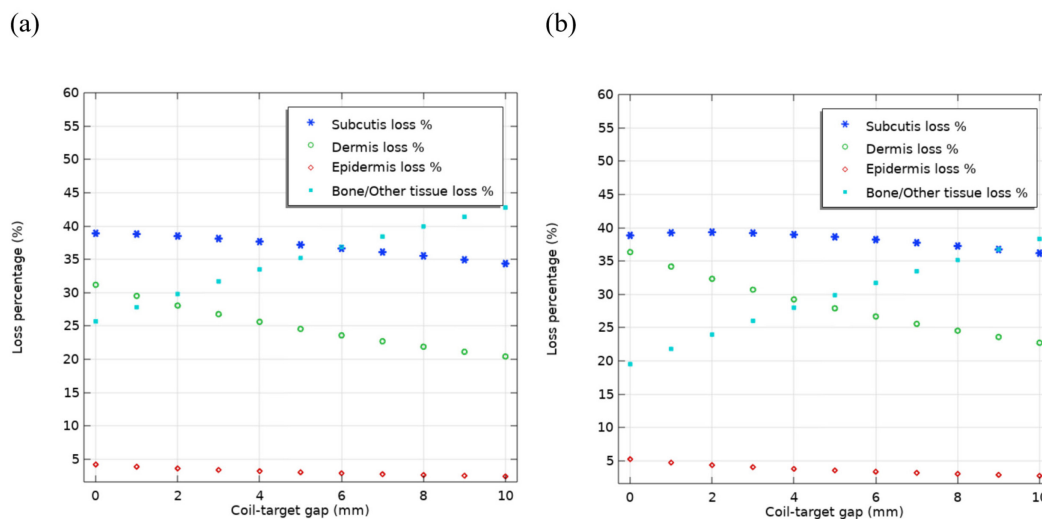 (a)
60
55
50
45
40
35
30
25
20
15
10
5
0
2
4
6
8
10
Loss percentage (%)
Coil-target gap (mm)
Subcutis loss %
Dermis loss %
Epidermis loss %
Bone/Other tissue loss %
(b)
60
55
50
45
40
35
30
25
20
15
10
5
0
2
4
6
8
10
Loss percentage (%)
Coil-target gap (mm)
Subcutis loss %
Dermis loss %
Epidermis loss %
Bone/Other tissue loss %